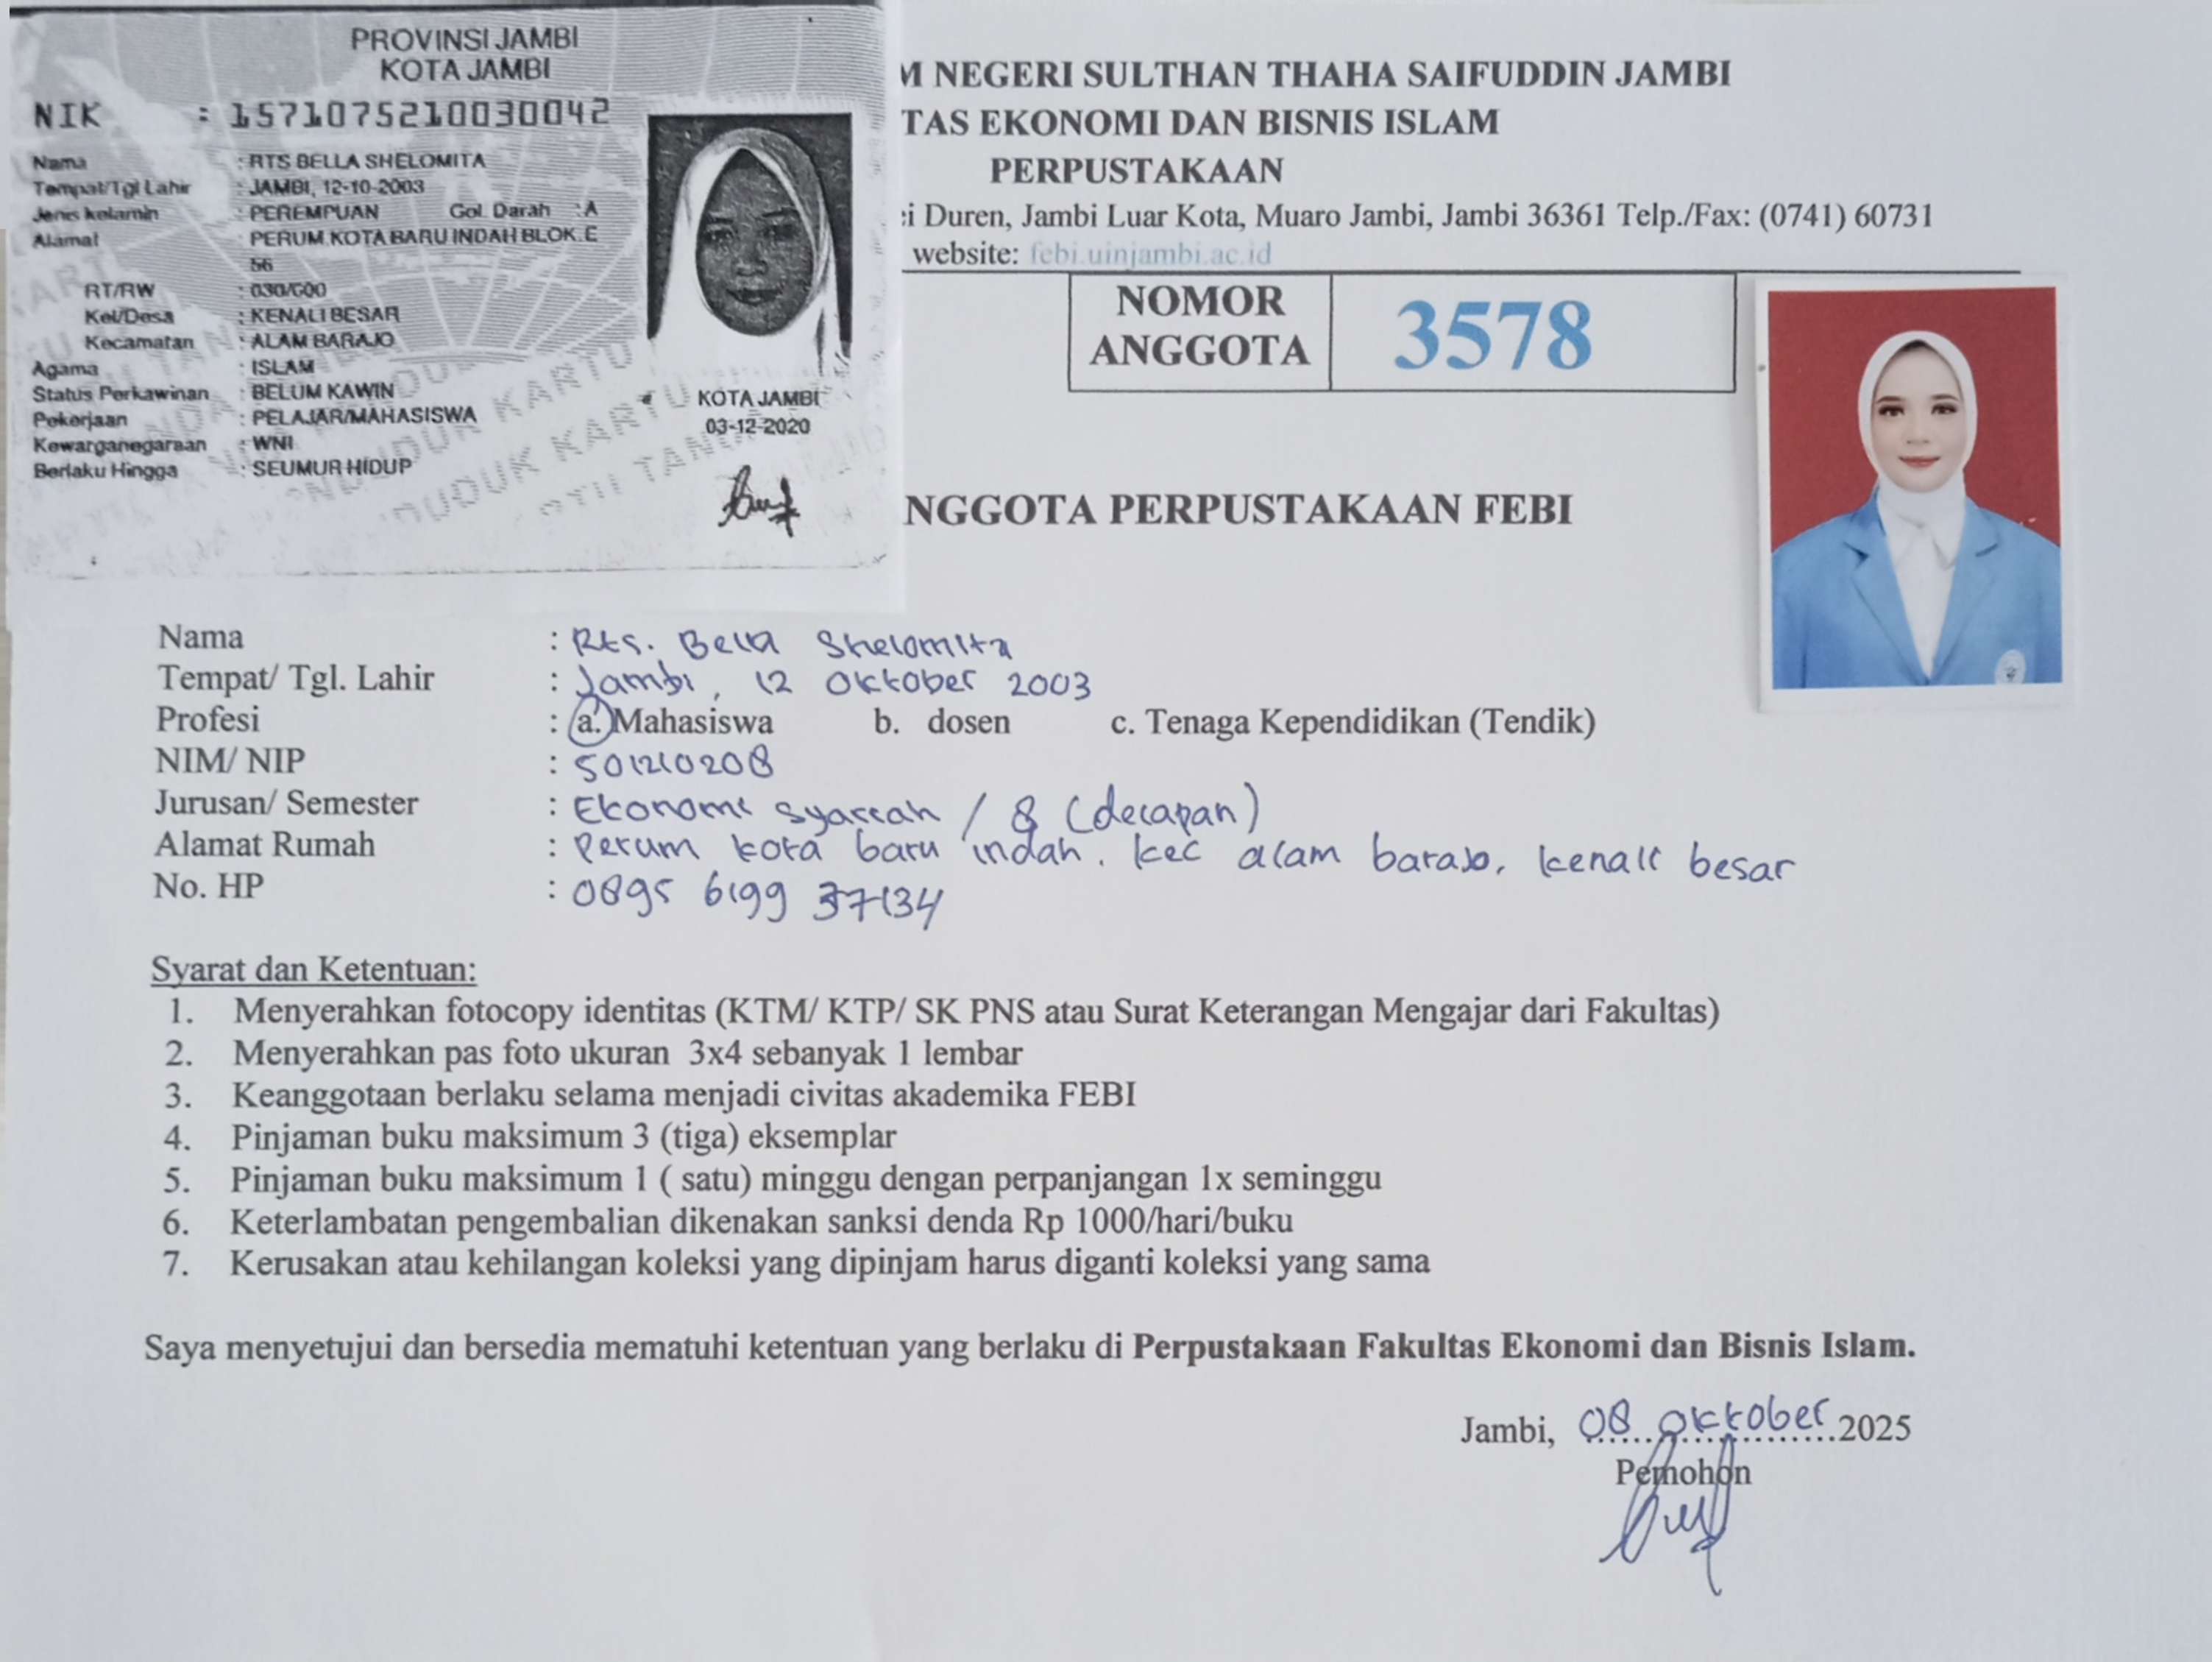 PROVINSI JAMBI
KOTA JAMBI
NIK : 1571075210030042
Nama : RTS BELLA SHELOMITA
Tempat/Tgl Lahir : JAMBI, 12-10-2003
Jenis kelamin : PEREMPUAN Gol. Darah : A
Alamat : PERUM.KOTA BARU INDAH BLOK.E
56
RT/RW : 030/000
Kel/Desa : KENALI BESAR
Kecamatan : ALAM BARAJO
Agama : ISLAM
Status Perkawinan : BELUM KAWIN
Pekerjaan : PELAJAR/MAHASISWA
Kewarganegaraan : WNI
Berlaku Hingga : SEUMUR HIDUP
KOTA JAMBI
03-12-2020
M NEGERI SULTHAN THAHA SAIFUDDIN JAMBI
TAS EKONOMI DAN BISNIS ISLAM
PERPUSTAKAAN
i Duren, Jambi Luar Kota, Muaro Jambi, Jambi 36361 Telp./Fax: (0741) 60731
website: febi.uinjambi.ac.id
NOMOR
ANGGOTA
3578
NGGOTA PERPUSTAKAAN FEBI
Nama : Rts. Bella Shelomita
Tempat/ Tgl. Lahir : Jambi, 12 Oktober 2003
Profesi : a. Mahasiswa b. dosen c. Tenaga Kependidikan (Tendik)
NIM/ NIP : 501210208
Jurusan/ Semester : Ekonomi Syariah / 8 (delapan)
Alamat Rumah : Perum kota baru indah. kec alam barajo, kenali besar
No. HP : 0895 6199 37134
Syarat dan Ketentuan:
1. Menyerahkan fotocopy identitas (KTM/ KTP/ SK PNS atau Surat Keterangan Mengajar dari Fakultas)
2. Menyerahkan pas foto ukuran 3x4 sebanyak 1 lembar
3. Keanggotaan berlaku selama menjadi civitas akademika FEBI
4. Pinjaman buku maksimum 3 (tiga) eksemplar
5. Pinjaman buku maksimum 1 ( satu) minggu dengan perpanjangan 1x seminggu
6. Keterlambatan pengembalian dikenakan sanksi denda Rp 1000/hari/buku
7. Kerusakan atau kehilangan koleksi yang dipinjam harus diganti koleksi yang sama
Saya menyetujui dan bersedia mematuhi ketentuan yang berlaku di Perpustakaan Fakultas Ekonomi dan Bisnis Islam.
Jambi, 08 Oktober 2025
Pemohon